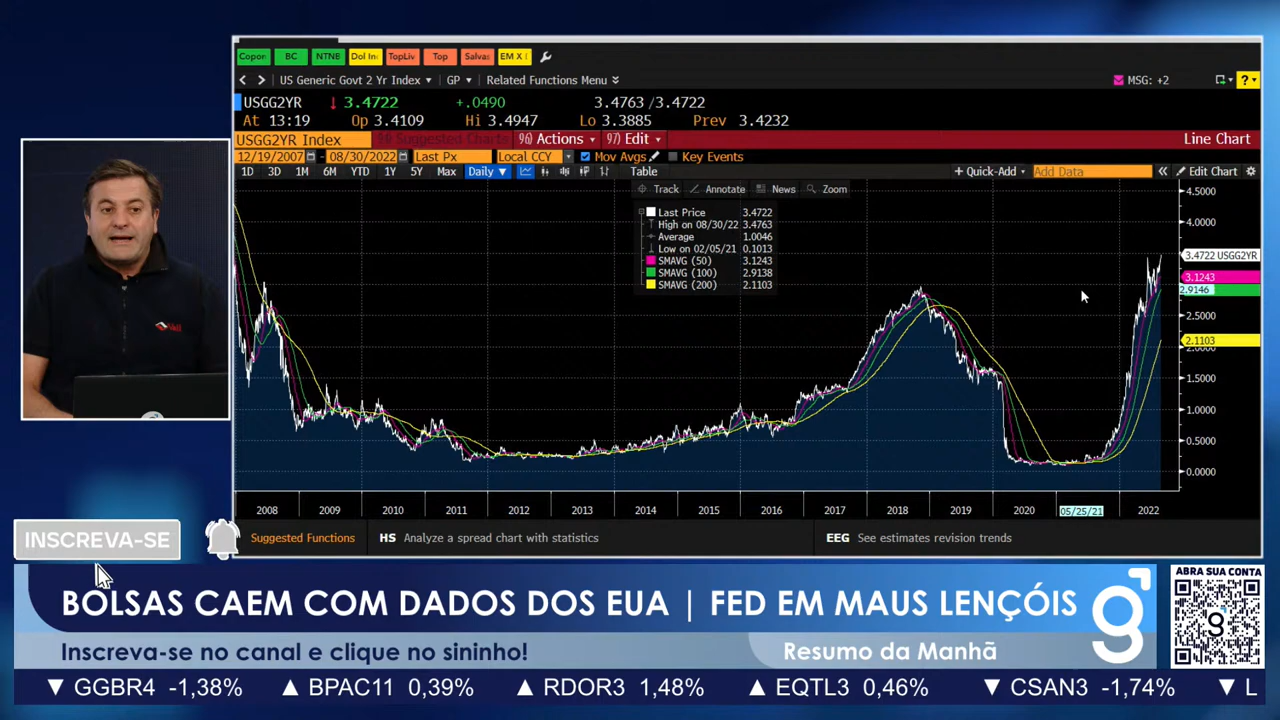 Copon BC NTNE Dol In TopLiv Top Salvas EM X
US Generic Govt 2 Yr Index GP Related Functions Menu MSG: +2 ?
USGG2YR 3.4722 +.0490 3.4763 /3.4722
At 13:19 Op 3.4109 Hi 3.4947 Lo 3.3885 Prev 3.4232
USGG2YR Index Suggested Charts 96) Actions 97) Edit Line Chart
12/19/2007 - 08/30/2022 Last Px Local CCY Mov Avgs Key Events
1D 3D 1M 6M YTD 1Y 5Y Max Daily Table + Quick-Add Add Data « Edit Chart
Track Annotate News Zoom
4.5000
Last Price 3.4722
High on 08/30/22 3.4763
4.0000
Average 1.0046
Low on 02/05/21 0.1013
3.4722 USGG2YR
SMAVG (50) 3.1243
SMAVG (100) 2.9138
SMAVG (200) 2.1103
3.1243
2.9146
2.5000
2.1103
2.0000
1.5000
1.0000
0.5000
0.0000
2008 2009 2010 2011 2012 2013 2014 2015 2016 2017 2018 2019 2020 05/25/21 2022
Suggested Functions HS Analyze a spread chart with statistics EEG See estimates revision trends
INSCREVA-SE
ABRA SUA CONTA
BOLSAS CAEM COM DADOS DOS EUA | FED EM MAUS LENÇÓIS
Inscreva-se no canal e clique no sininho! Resumo da Manhã
▼ GGBR4 -1,38% ▲ BPAC11 0,39% ▲ RDOR3 1,48% ▲ EQTL3 0,46% ▼ CSAN3 -1,74% ▼ L